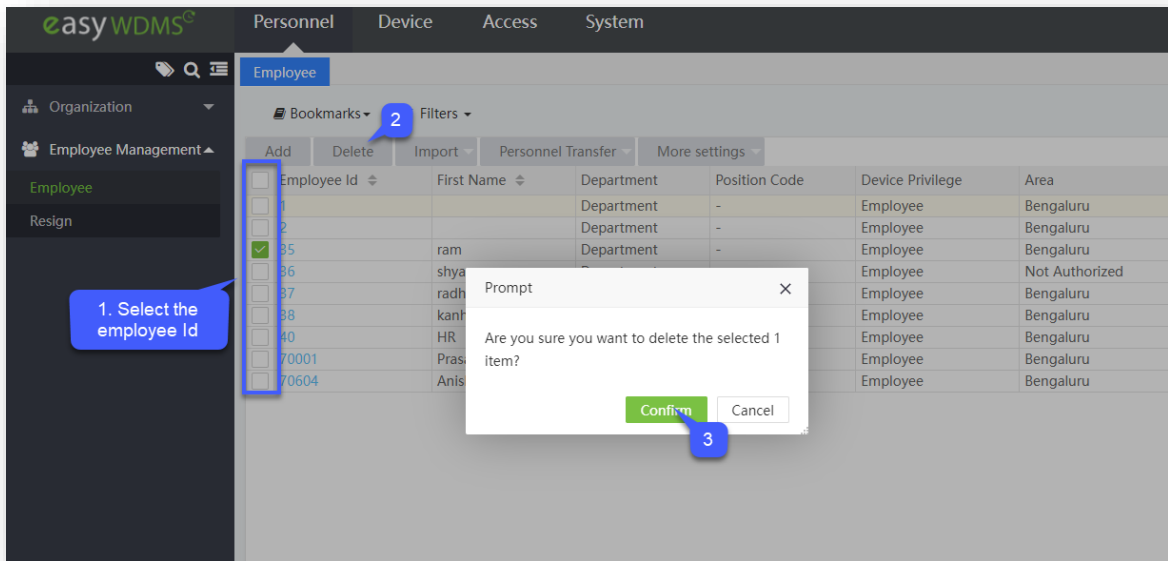 easy WDMS
Personnel Device Access System
Employee
Organization
Bookmarks Filters
2
Employee Management
Add Delete Import Personnel Transfer More settings
Employee Id First Name Department Position Code Device Privilege Area
Employee
1 Department - Employee Bengaluru
Resign
2 Department - Employee Bengaluru
35 ram Department - Employee Bengaluru
36 Employee Not Authorized
37 Employee Bengaluru
38 Employee Bengaluru
40 HR Employee Bengaluru
70001 Employee Bengaluru
70604 Employee Bengaluru
1. Select the
employee Id
Prompt
Are you sure you want to delete the selected 1
item?
Confirm Cancel
3